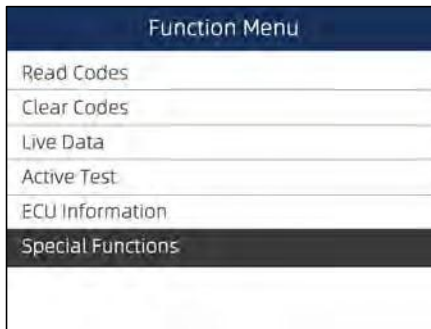 Function Menu
Read Codes
Clear Codes
Live Data
Active Test
ECU Information
Special Functions